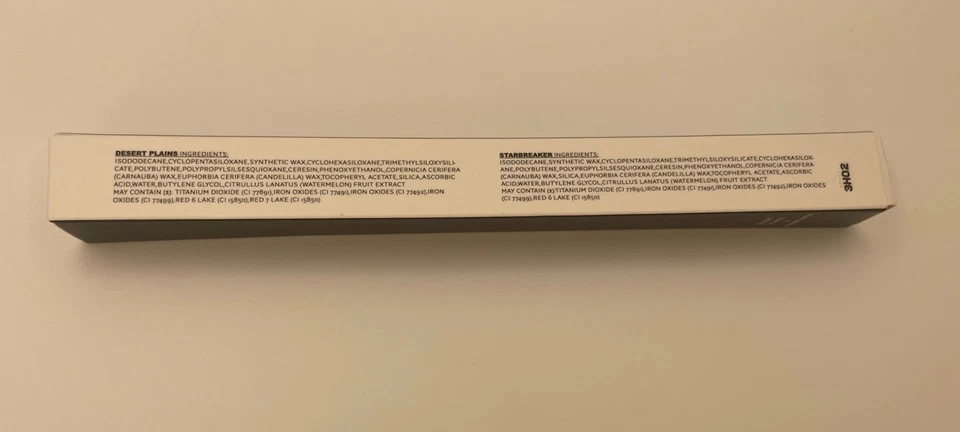 DESERT PLAINS INGREDIENTS:
ISODODECANE,CYCLOPENTASILOXANE,SYNTHETIC WAX,CYCLOHEXASILOXANE,TRIMETHYLSILOXYSILI-
CATE,POLYBUTENE,POLYPROPYLSILSESQUIOXANE,CERESIN,PHENOXYETHANOL,COPERNICIA CERIFERA
(CARNAUBA) WAX,EUPHORBIA CERIFERA (CANDELILLA) WAX,TOCOPHERYL ACETATE,SILICA,ASCORBIC
ACID,WATER,BUTYLENE GLYCOL,CITRULLUS LANATUS (WATERMELON) FRUIT EXTRACT
MAY CONTAIN (±): TITANIUM DIOXIDE (CI 77891),IRON OXIDES (CI 77491),IRON OXIDES (CI 77492),IRON
OXIDES (CI 77499),RED 6 LAKE (CI 15850),RED 7 LAKE (CI 15850)
STARBREAKER INGREDIENTS:
ISODODECANE,SYNTHETIC WAX,CYCLOPENTASILOXANE,TRIMETHYLSILOXYSILICATE,CYCLOHEXASILOX-
ANE,POLYBUTENE,POLYPROPYLSILSESQUIOXANE,CERESIN,PHENOXYETHANOL,COPERNICIA CERIFERA
(CARNAUBA) WAX,SILICA,EUPHORBIA CERIFERA (CANDELILLA) WAX,TOCOPHERYL ACETATE,ASCORBIC
ACID,WATER,BUTYLENE GLYCOL,CITRULLUS LANATUS (WATERMELON) FRUIT EXTRACT
MAY CONTAIN (±):TITANIUM DIOXIDE (CI 77891),IRON OXIDES (CI 77491),IRON OXIDES (CI 77492),IRON OXIDES
(CI 77499),RED 6 LAKE (CI 15850)
3H02